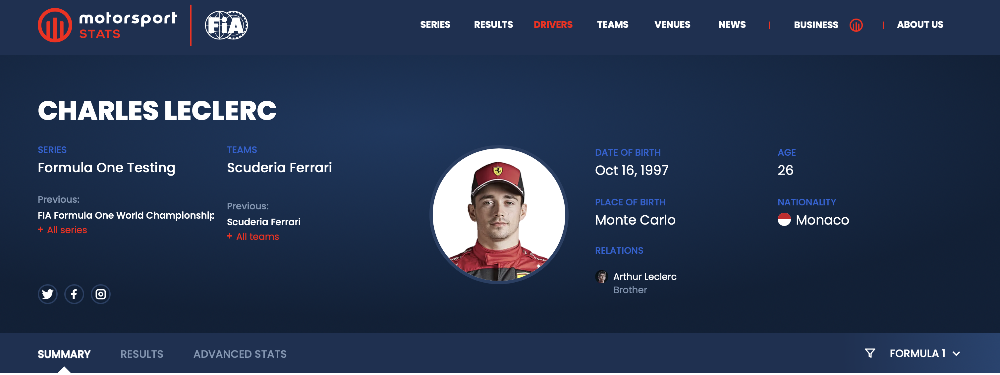 motorsport
STATS
FiA
SERIES RESULTS DRIVERS TEAMS VENUES NEWS BUSINESS ABOUT US
CHARLES LECLERC
SERIES
Formula One Testing
Previous:
FIA Formula One World Championship
+ All series
TEAMS
Scuderia Ferrari
Previous:
Scuderia Ferrari
+ All teams
DATE OF BIRTH
Oct 16, 1997
AGE
26
PLACE OF BIRTH
Monte Carlo
NATIONALITY
Monaco
RELATIONS
Arthur Leclerc
Brother
SUMMARY RESULTS ADVANCED STATS
FORMULA 1